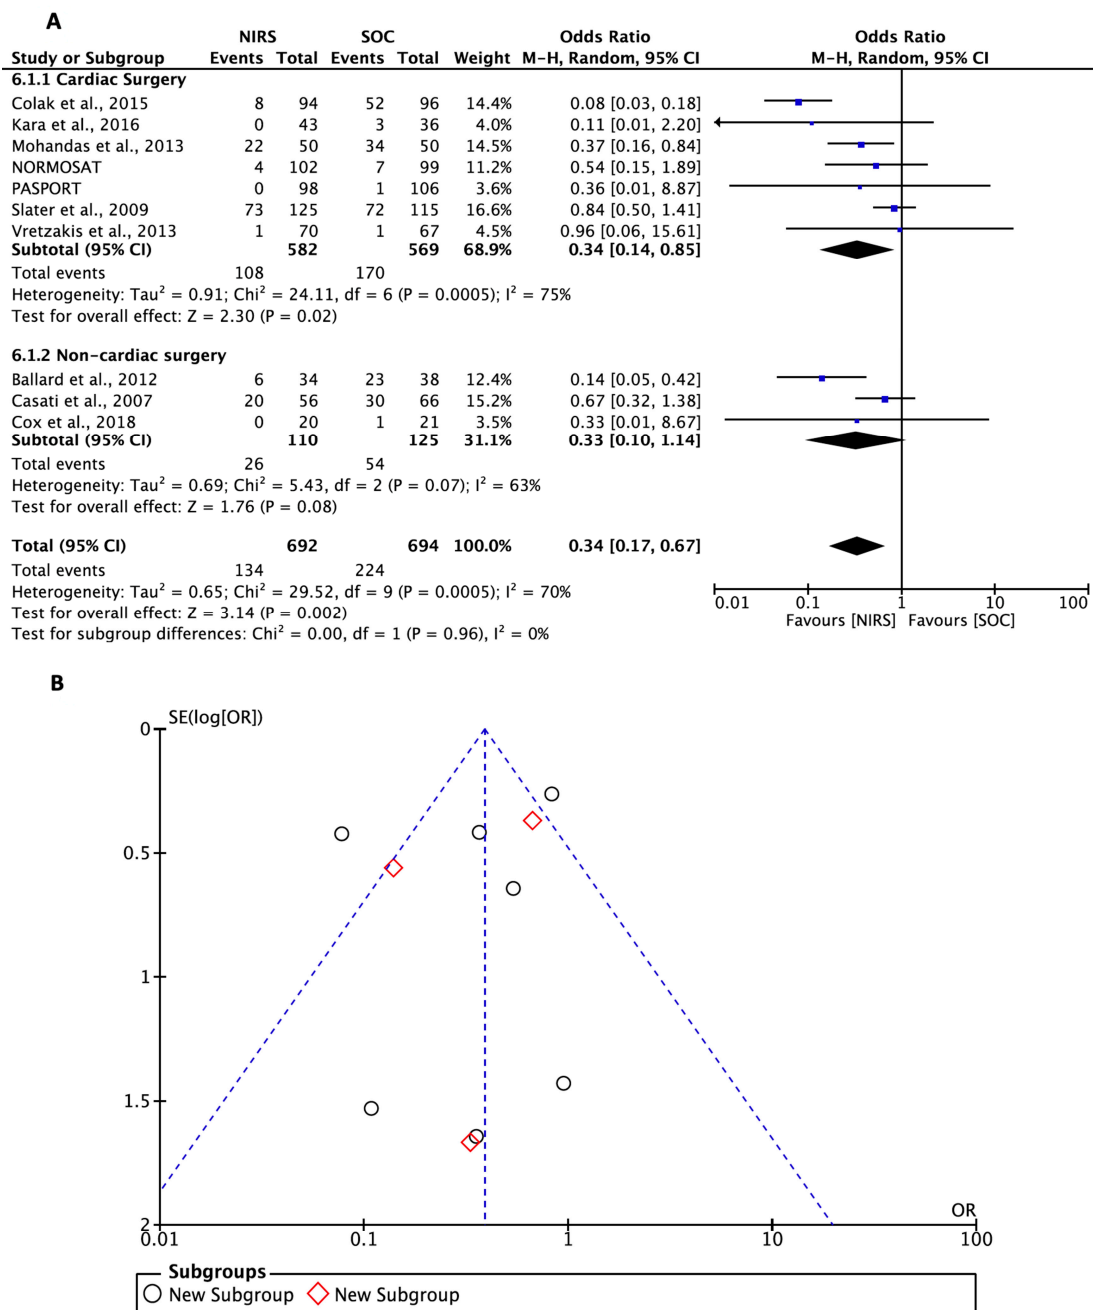 A
NIRS SOC Odds Ratio Odds Ratio
Study or Subgroup Events Total Events Total Weight M-H, Random, 95% CI M-H, Random, 95% CI
6.1.1 Cardiac Surgery
Colak et al., 2015 8 94 52 96 14.4% 0.08 [0.03, 0.18]
Kara et al., 2016 0 43 3 36 4.0% 0.11 [0.01, 2.20]
Mohandas et al., 2013 22 50 34 50 14.5% 0.37 [0.16, 0.84]
NORMOSAT 4 102 7 99 11.2% 0.54 [0.15, 1.89]
PASPORT 0 98 1 106 3.6% 0.36 [0.01, 8.87]
Slater et al., 2009 73 125 72 115 16.6% 0.84 [0.50, 1.41]
Vretzakis et al., 2013 1 70 1 67 4.5% 0.96 [0.06, 15.61]
Subtotal (95% CI) 582 569 68.9% 0.34 [0.14, 0.85]
Total events 108 170
Heterogeneity: Tau² = 0.91; Chi² = 24.11, df = 6 (P = 0.0005); I² = 75%
Test for overall effect: Z = 2.30 (P = 0.02)
6.1.2 Non-cardiac surgery
Ballard et al., 2012 6 34 23 38 12.4% 0.14 [0.05, 0.42]
Casati et al., 2007 20 56 30 66 15.2% 0.67 [0.32, 1.38]
Cox et al., 2018 0 20 1 21 3.5% 0.33 [0.01, 8.67]
Subtotal (95% CI) 110 125 31.1% 0.33 [0.10, 1.14]
Total events 26 54
Heterogeneity: Tau² = 0.69; Chi² = 5.43, df = 2 (P = 0.07); I² = 63%
Test for overall effect: Z = 1.76 (P = 0.08)
Total (95% CI) 692 694 100.0% 0.34 [0.17, 0.67]
Total events 134 224
Heterogeneity: Tau² = 0.65; Chi² = 29.52, df = 9 (P = 0.0005); I² = 70%
Test for overall effect: Z = 3.14 (P = 0.002)
Test for subgroup differences: Chi² = 0.00, df = 1 (P = 0.96), I² = 0%
0.01 0.1 1 10 100
Favours [NIRS] Favours [SOC]
B
SE(log[OR])
0
0.5
1
1.5
2
OR
0.01 0.1 1 10 100
Subgroups
New Subgroup New Subgroup